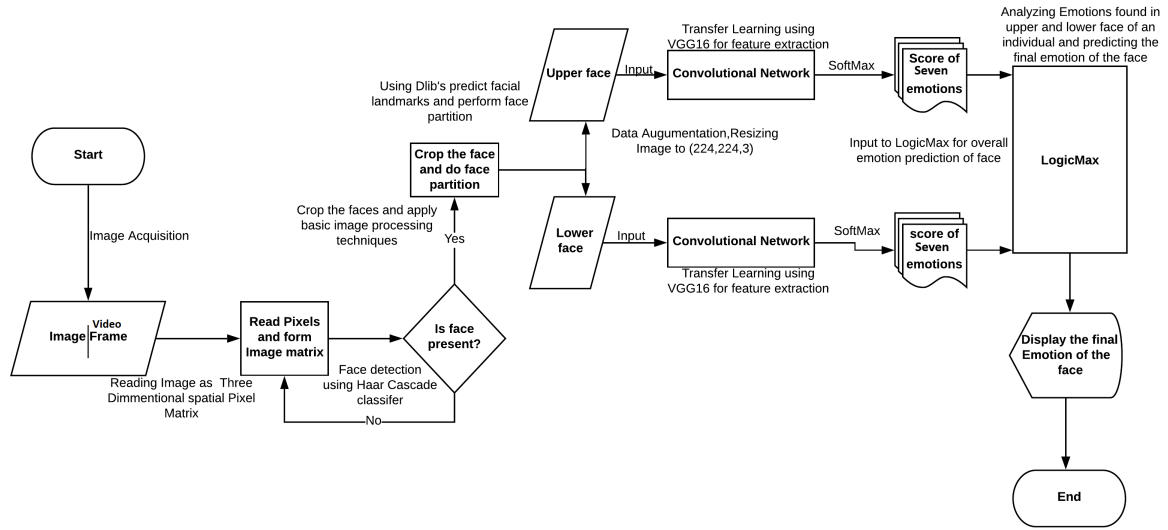 Start
Image Acquisition
Video
Image Frame
Reading Image as Three
Dimmentional spatial Pixel
Matrix
Read Pixels
and form
Image matrix
Is face
present?
Face detection
using Haar Cascade
classifer
No
Yes
Crop the faces and apply
basic image processing
techniques
Crop the face
and do face
partition
Using Dlib's predict facial
landmarks and perform face
partition
Upper face
Input
Data Augumentation,Resizing
Image to (224,224,3)
Lower
face
Input
Transfer Learning using
VGG16 for feature extraction
Convolutional Network
SoftMax
Score of
Seven
emotions
Convolutional Network
Transfer Learning using
VGG16 for feature extraction
SoftMax
score of
Seven
emotions
Input to LogicMax for overall
emotion prediction of face
Analyzing Emotions found in
upper and lower face of an
individual and predicting the
final emotion of the face
LogicMax
Display the final
Emotion of the
face
End